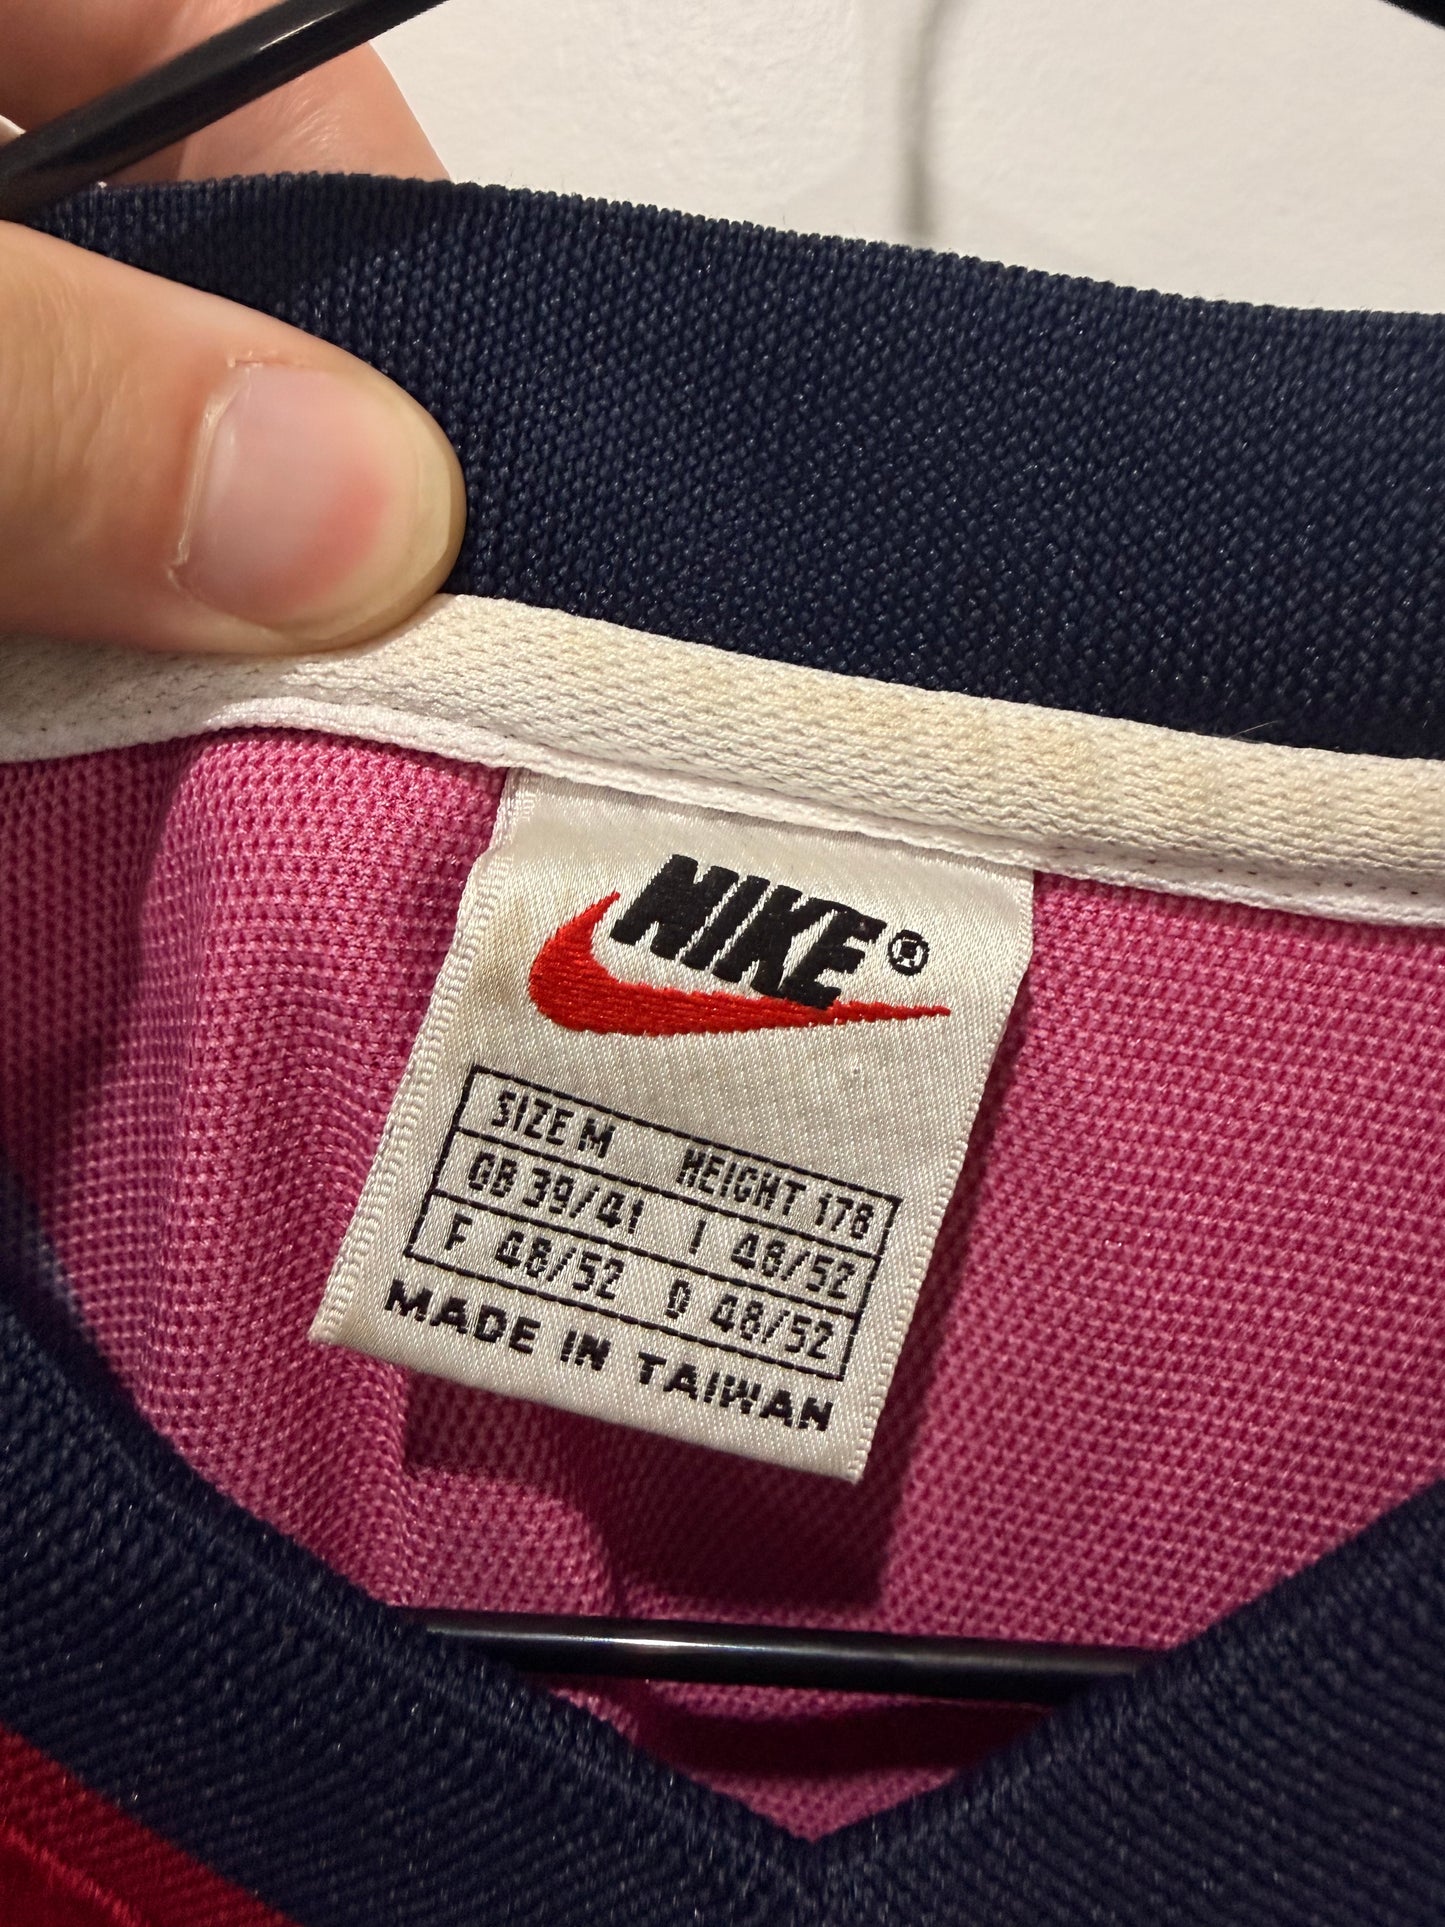 NIKE®
SIZE M HEIGHT 178
GB 39/41 I 48/52
F 48/52 D 48/52
MADE IN TAIWAN